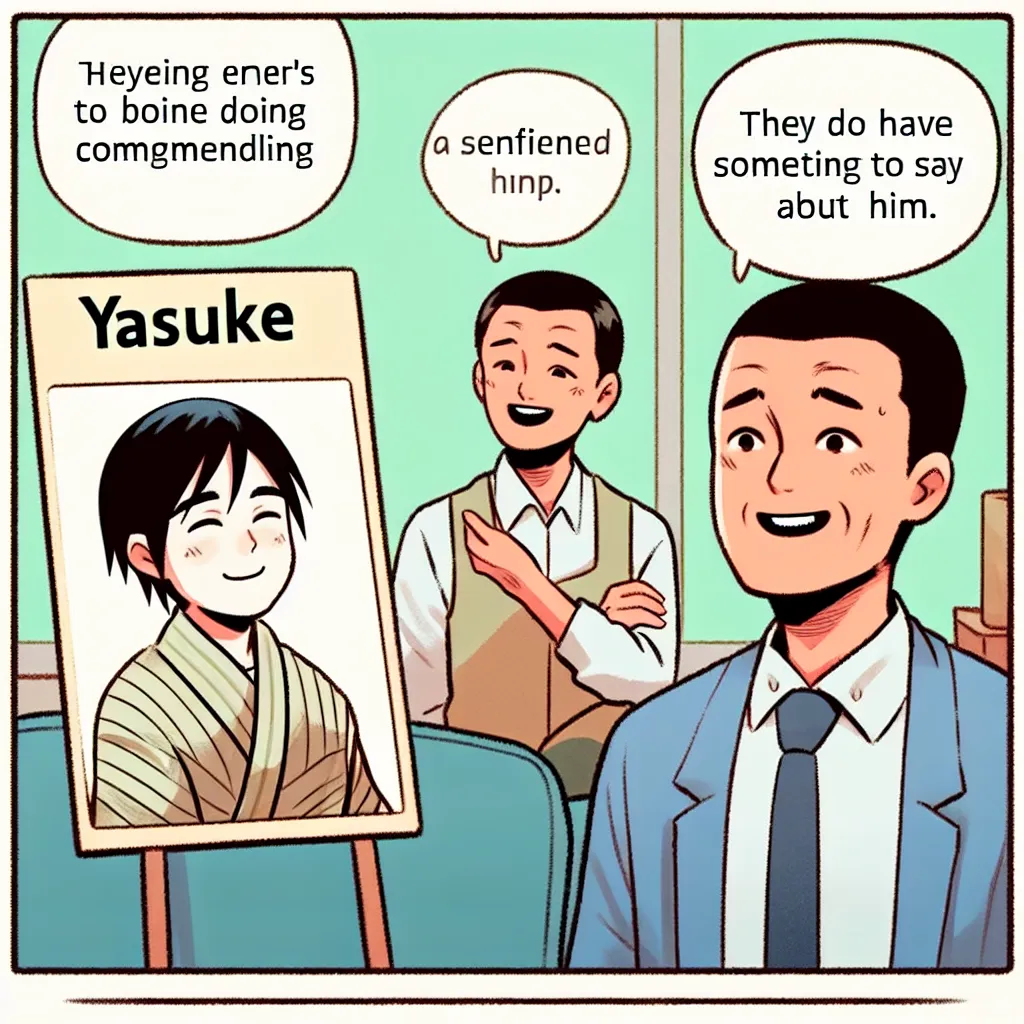 Heyeing ener's
to boine doing
comgmendling
a senfiened
hinp.
They do have
someting to say
abut him.
Yasuke